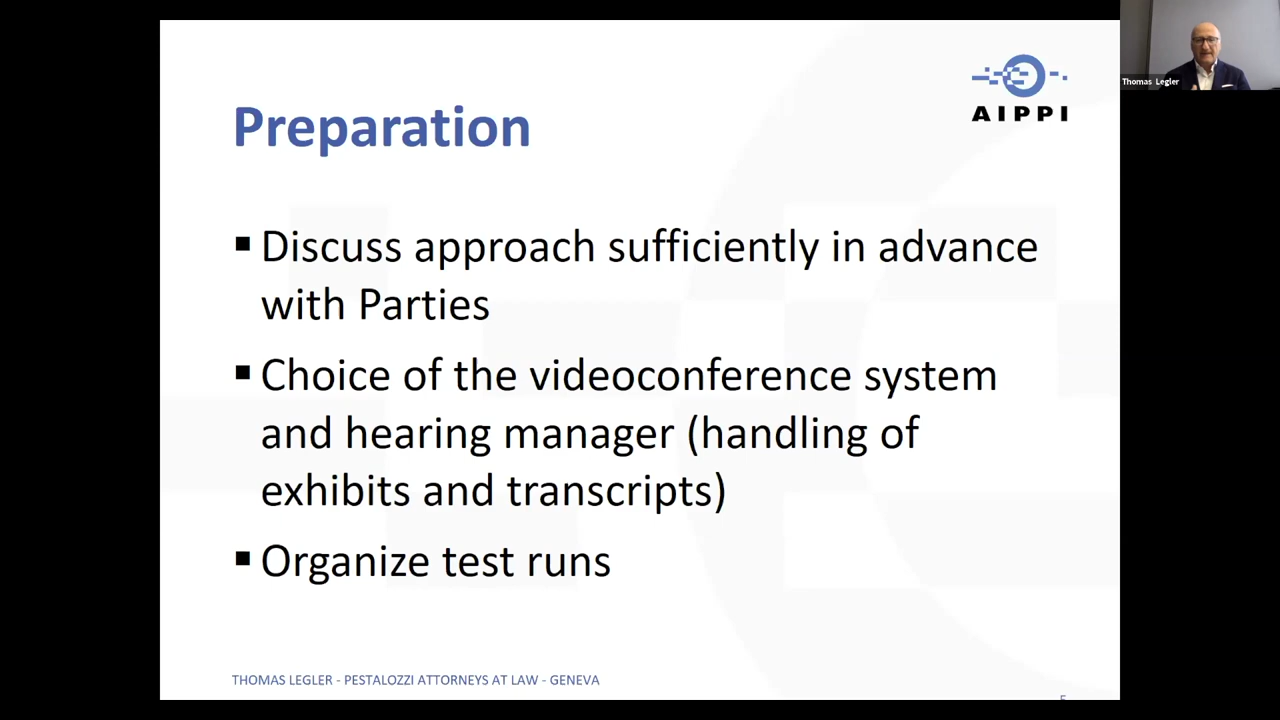 Thomas Legler
AIPPI
Preparation
▪ Discuss approach sufficiently in advance
with Parties
▪ Choice of the videoconference system
and hearing manager (handling of
exhibits and transcripts)
▪ Organize test runs
THOMAS LEGLER - PESTALOZZI ATTORNEYS AT LAW - GENEVA